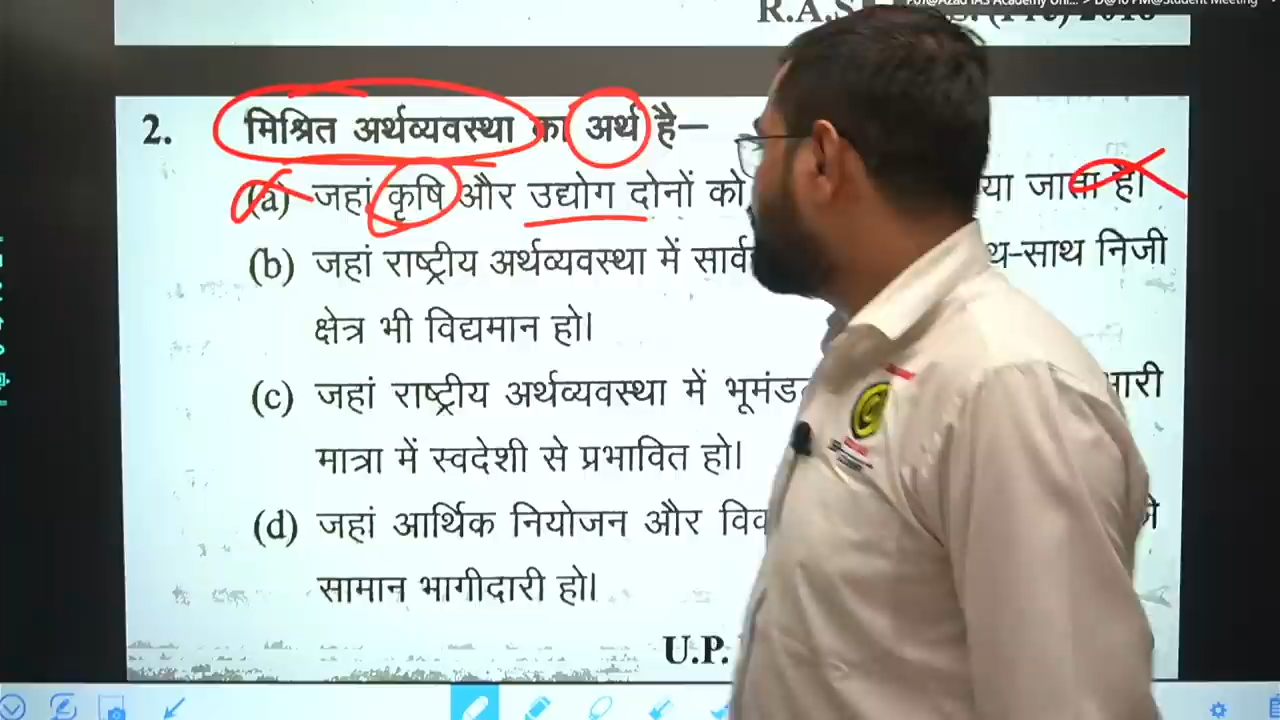 R.A.S
2. मिश्रित अर्थव्यवस्था का अर्थ है–
(a) जहां कृषि और उद्योग दोनों को या जाता है।
(b) जहां राष्ट्रीय अर्थव्यवस्था में थ-साथ निजी
क्षेत्र भी विद्यमान हो।
(c) जहां राष्ट्रीय अर्थव्यवस्था में
मात्रा में स्वदेशी से प्रभावित हो।
(d) जहां आर्थिक नियोजन और
सामान भागीदारी हो।
U.P.